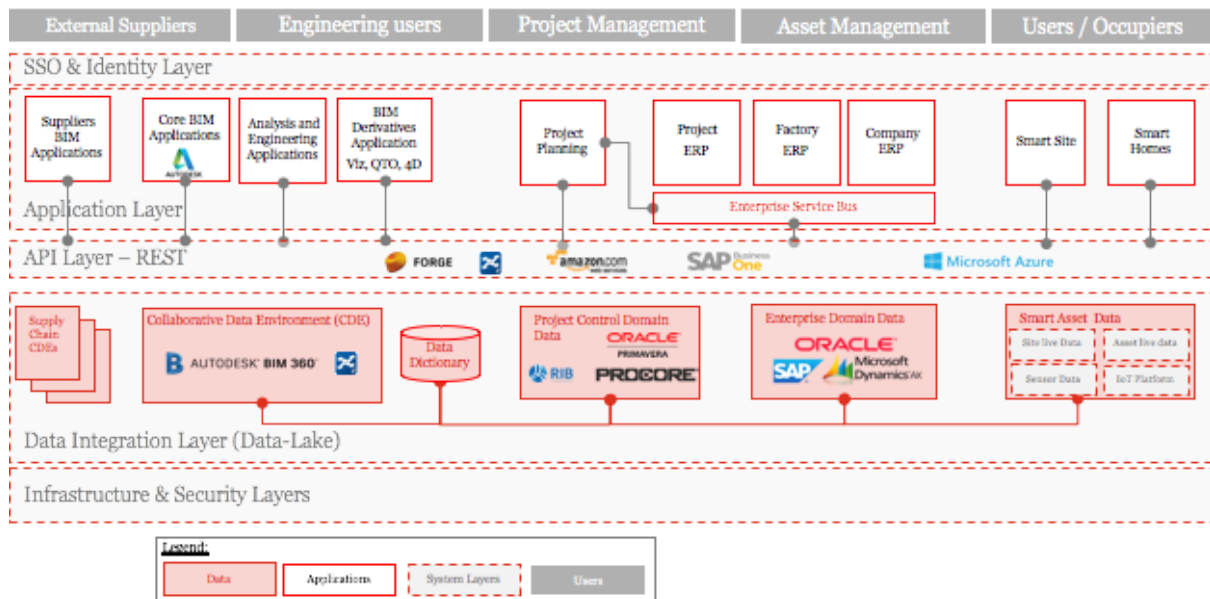 External Suppliers
Engineering users
Project Management
Asset Management
Users / Occupiers
SSO & Identity Layer
Suppliers
BIM
Applications
Core BIM
Applications
AUTODESK
Analysis and
Engineering
Applications
BIM
Derivatives
Application
Viz, QTO, 4D
Project
Planning
Project
ERP
Factory
ERP
Company
ERP
Smart Site
Smart
Homes
Application Layer
Enterprise Service Bus
API Layer – REST
FORGE
amazon.com
web services
SAP Business
One
Microsoft Azure
Supply
Chain
CDEs
Collaborative Data Environment (CDE)
B AUTODESK® BIM 360®
Data
Dictionary
Project Control Domain
Data
ORACLE
PRIMAVERA
RIB
PROCORE
Enterprise Domain Data
ORACLE
SAP
Microsoft
Dynamics AX
Smart Asset Data
Site live Data
Asset live data
Sensor Data
IoT Platform
Data Integration Layer (Data-Lake)
Infrastructure & Security Layers
Legend:
Data
Applications
System Layers
Users